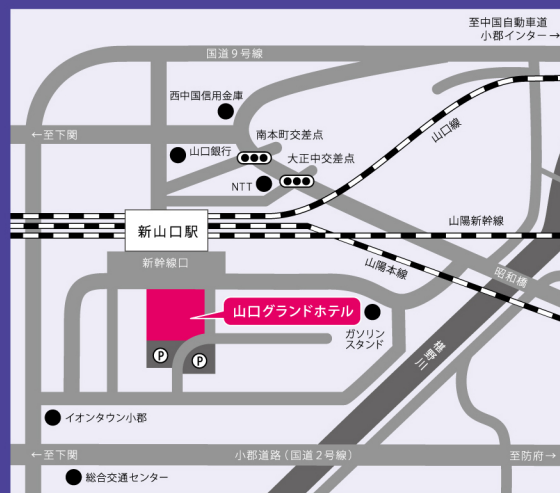 至中国自動車道
小郡インター→
国道9号線
西中国信用金庫
山口線
←至下関
南本町交差点
山口銀行
大正中交差点
NTT
新山口駅
山陽新幹線
新幹線口
山陽本線
昭和橋
山口グランドホテル
ガソリン
スタンド
P
P
椹野川
イオンタウン小郡
←至下関
小郡道路(国道2号線)
至防府→
総合交通センター